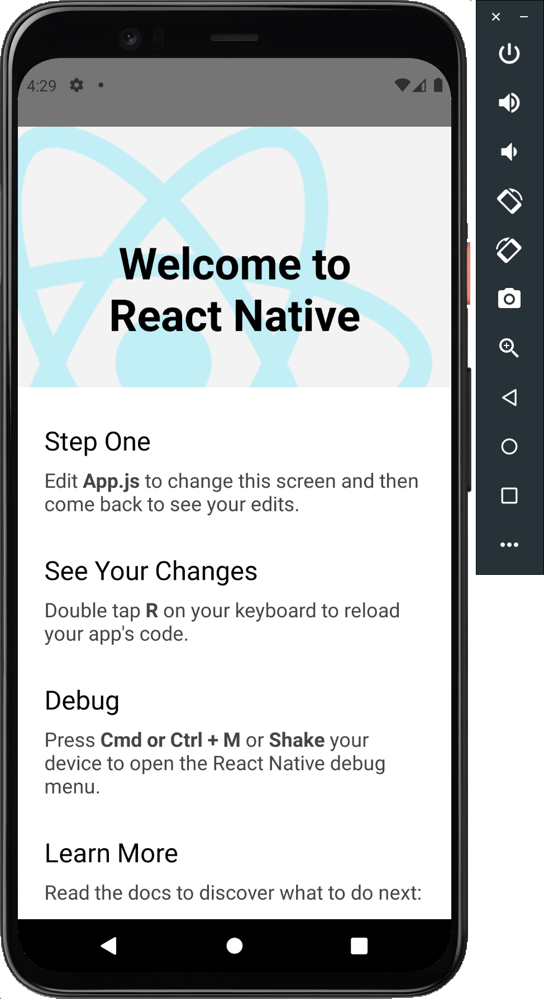 4:29
Welcome to
React Native
Step One
Edit App.js to change this screen and then
come back to see your edits.
See Your Changes
Double tap R on your keyboard to reload
your app's code.
Debug
Press Cmd or Ctrl + M or Shake your
device to open the React Native debug
menu.
Learn More
Read the docs to discover what to do next: